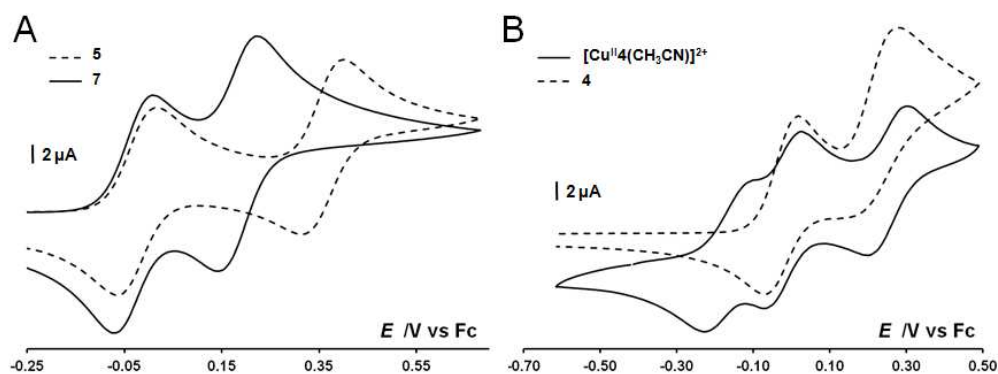 A
5
7
2 µA
E /V vs Fc
-0.25
-0.05
0.15
0.35
0.55
B
[Cuᴵᴵ4(CH₃CN)]²⁺
4
2 µA
E /V vs Fc
-0.70
-0.50
-0.30
-0.10
0.10
0.30
0.50